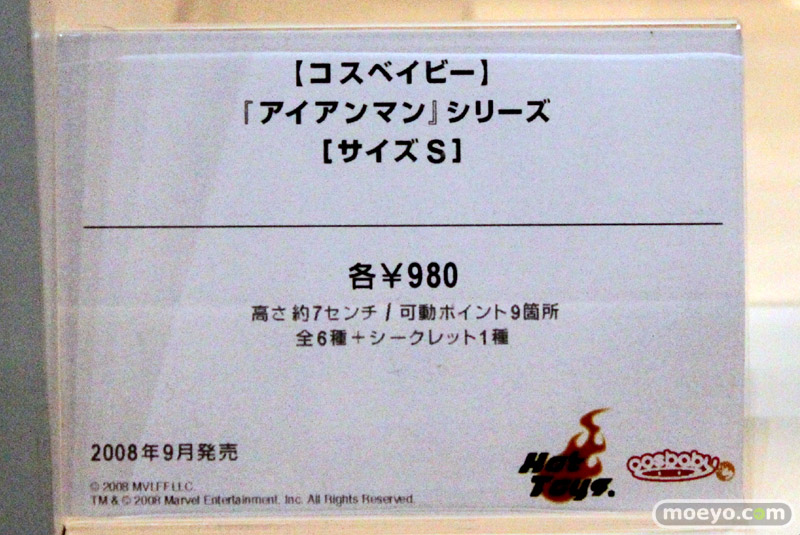 【コスベイビー】
『アイアンマン』シリーズ
［サイズS］
各￥980
高さ 約7センチ / 可動ポイント9箇所
全6種＋シークレット1種
2008年9月発売
© 2008 MVLFFLLC.
TM & © 2008 Marvel Entertainment, Inc. All Rights Reserved.
Hot Toys.
cosbaby
moeyo.com